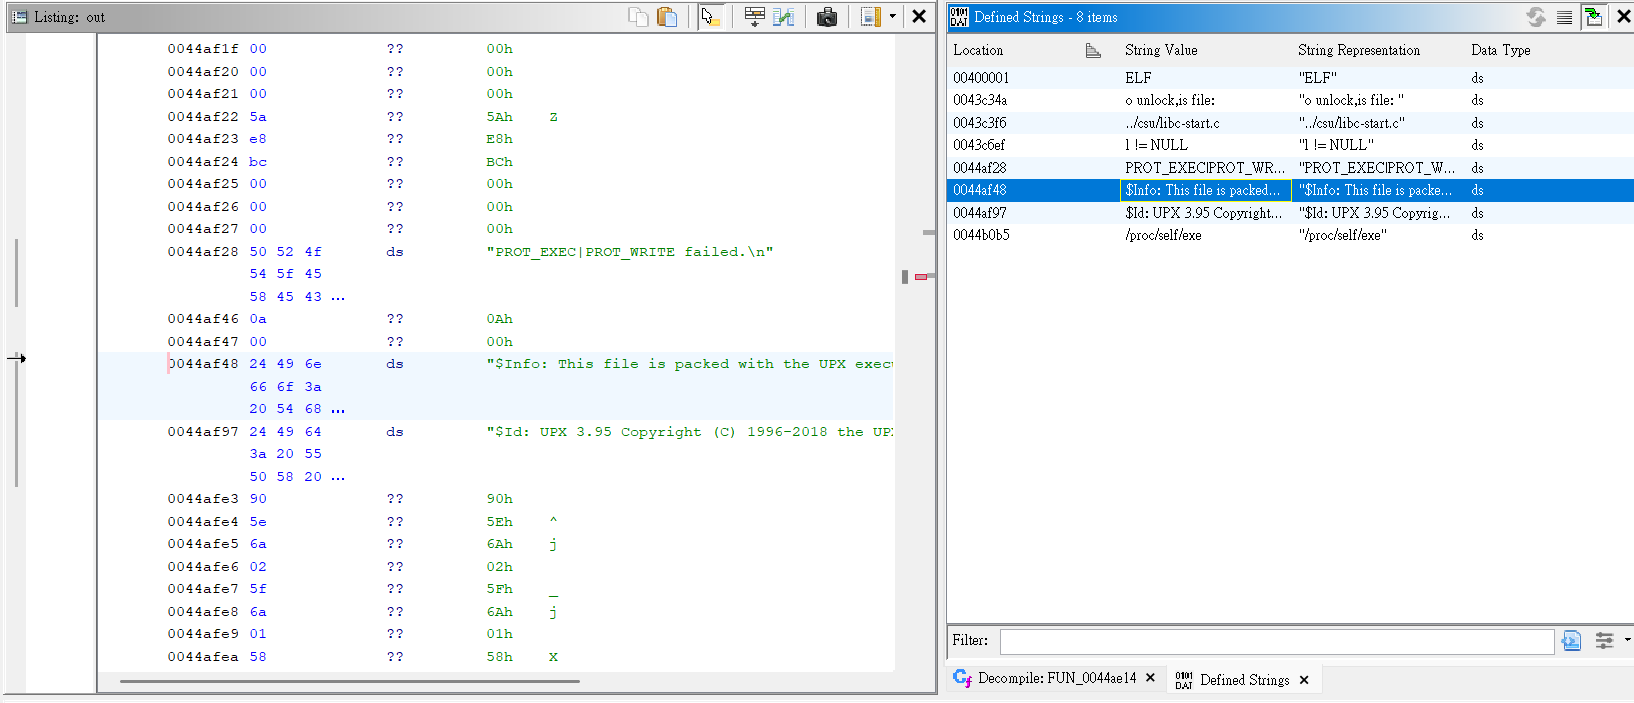 Listing: out
0044af1f 00 ?? 00h
0044af20 00 ?? 00h
0044af21 00 ?? 00h
0044af22 5a ?? 5Ah Z
0044af23 e8 ?? E8h
0044af24 bc ?? BCh
0044af25 00 ?? 00h
0044af26 00 ?? 00h
0044af27 00 ?? 00h
0044af28 50 52 4f ds "PROT_EXEC|PROT_WRITE failed.\n"
54 5f 45
58 45 43 ...
0044af46 0a ?? 0Ah
0044af47 00 ?? 00h
0044af48 24 49 6e ds "$Info: This file is packed with the UPX execu
66 6f 3a
20 54 68 ...
0044af97 24 49 64 ds "$Id: UPX 3.95 Copyright (C) 1996-2018 the UPX
3a 20 55
50 58 20 ...
0044afe3 90 ?? 90h
0044afe4 5e ?? 5Eh ^
0044afe5 6a ?? 6Ah j
0044afe6 02 ?? 02h
0044afe7 5f ?? 5Fh _
0044afe8 6a ?? 6Ah j
0044afe9 01 ?? 01h
0044afea 58 ?? 58h X
0101 DAT Defined Strings - 8 items
Location String Value String Representation Data Type
00400001 ELF "ELF" ds
0043c34a o unlock,is file: "o unlock,is file: " ds
0043c3f6 ../csu/libc-start.c "../csu/libc-start.c" ds
0043c6ef l != NULL "l != NULL" ds
0044af28 PROT_EXEC|PROT_WR... "PROT_EXEC|PROT_W... ds
0044af48 $Info: This file is packed... "$Info: This file is packe... ds
0044af97 $Id: UPX 3.95 Copyright... "$Id: UPX 3.95 Copyrig... ds
0044b0b5 /proc/self/exe "/proc/self/exe" ds
Filter:
Cf Decompile: FUN_0044ae14
0101 DAT Defined Strings